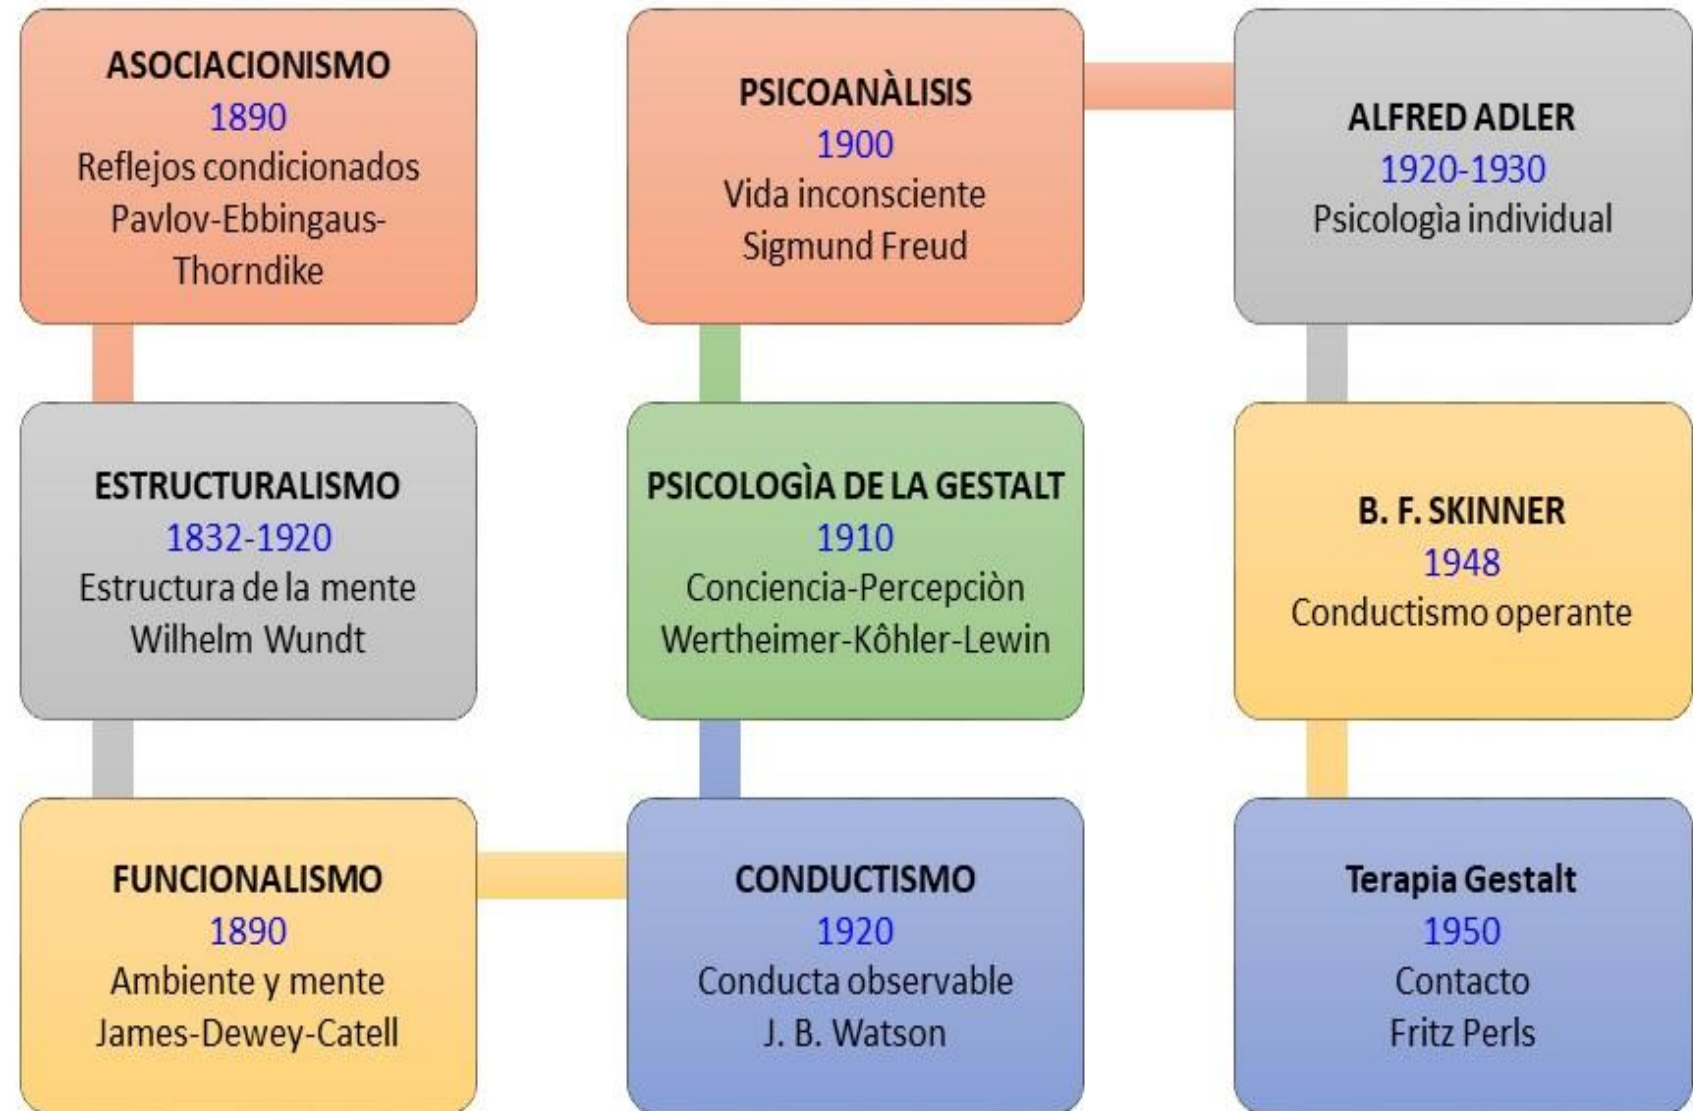 ASOCIACIONISMO
1890
Reflejos condicionados
Pavlov-Ebbingaus-
Thorndike
ESTRUCTURALISMO
1832-1920
Estructura de la mente
Wilhelm Wundt
FUNCIONALISMO
1890
Ambiente y mente
James-Dewey-Catell
CONDUCTISMO
1920
Conducta observable
J. B. Watson
PSICOLOGÌA DE LA GESTALT
1910
Conciencia-Percepciòn
Wertheimer-Kôhler-Lewin
PSICOANÀLISIS
1900
Vida inconsciente
Sigmund Freud
ALFRED ADLER
1920-1930
Psicologìa individual
B. F. SKINNER
1948
Conductismo operante
Terapia Gestalt
1950
Contacto
Fritz Perls